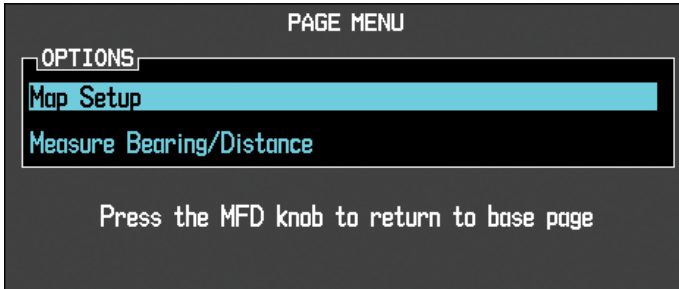 PAGE MENU
OPTIONS
Map Setup
Measure Bearing/Distance
Press the MFD knob to return to base page